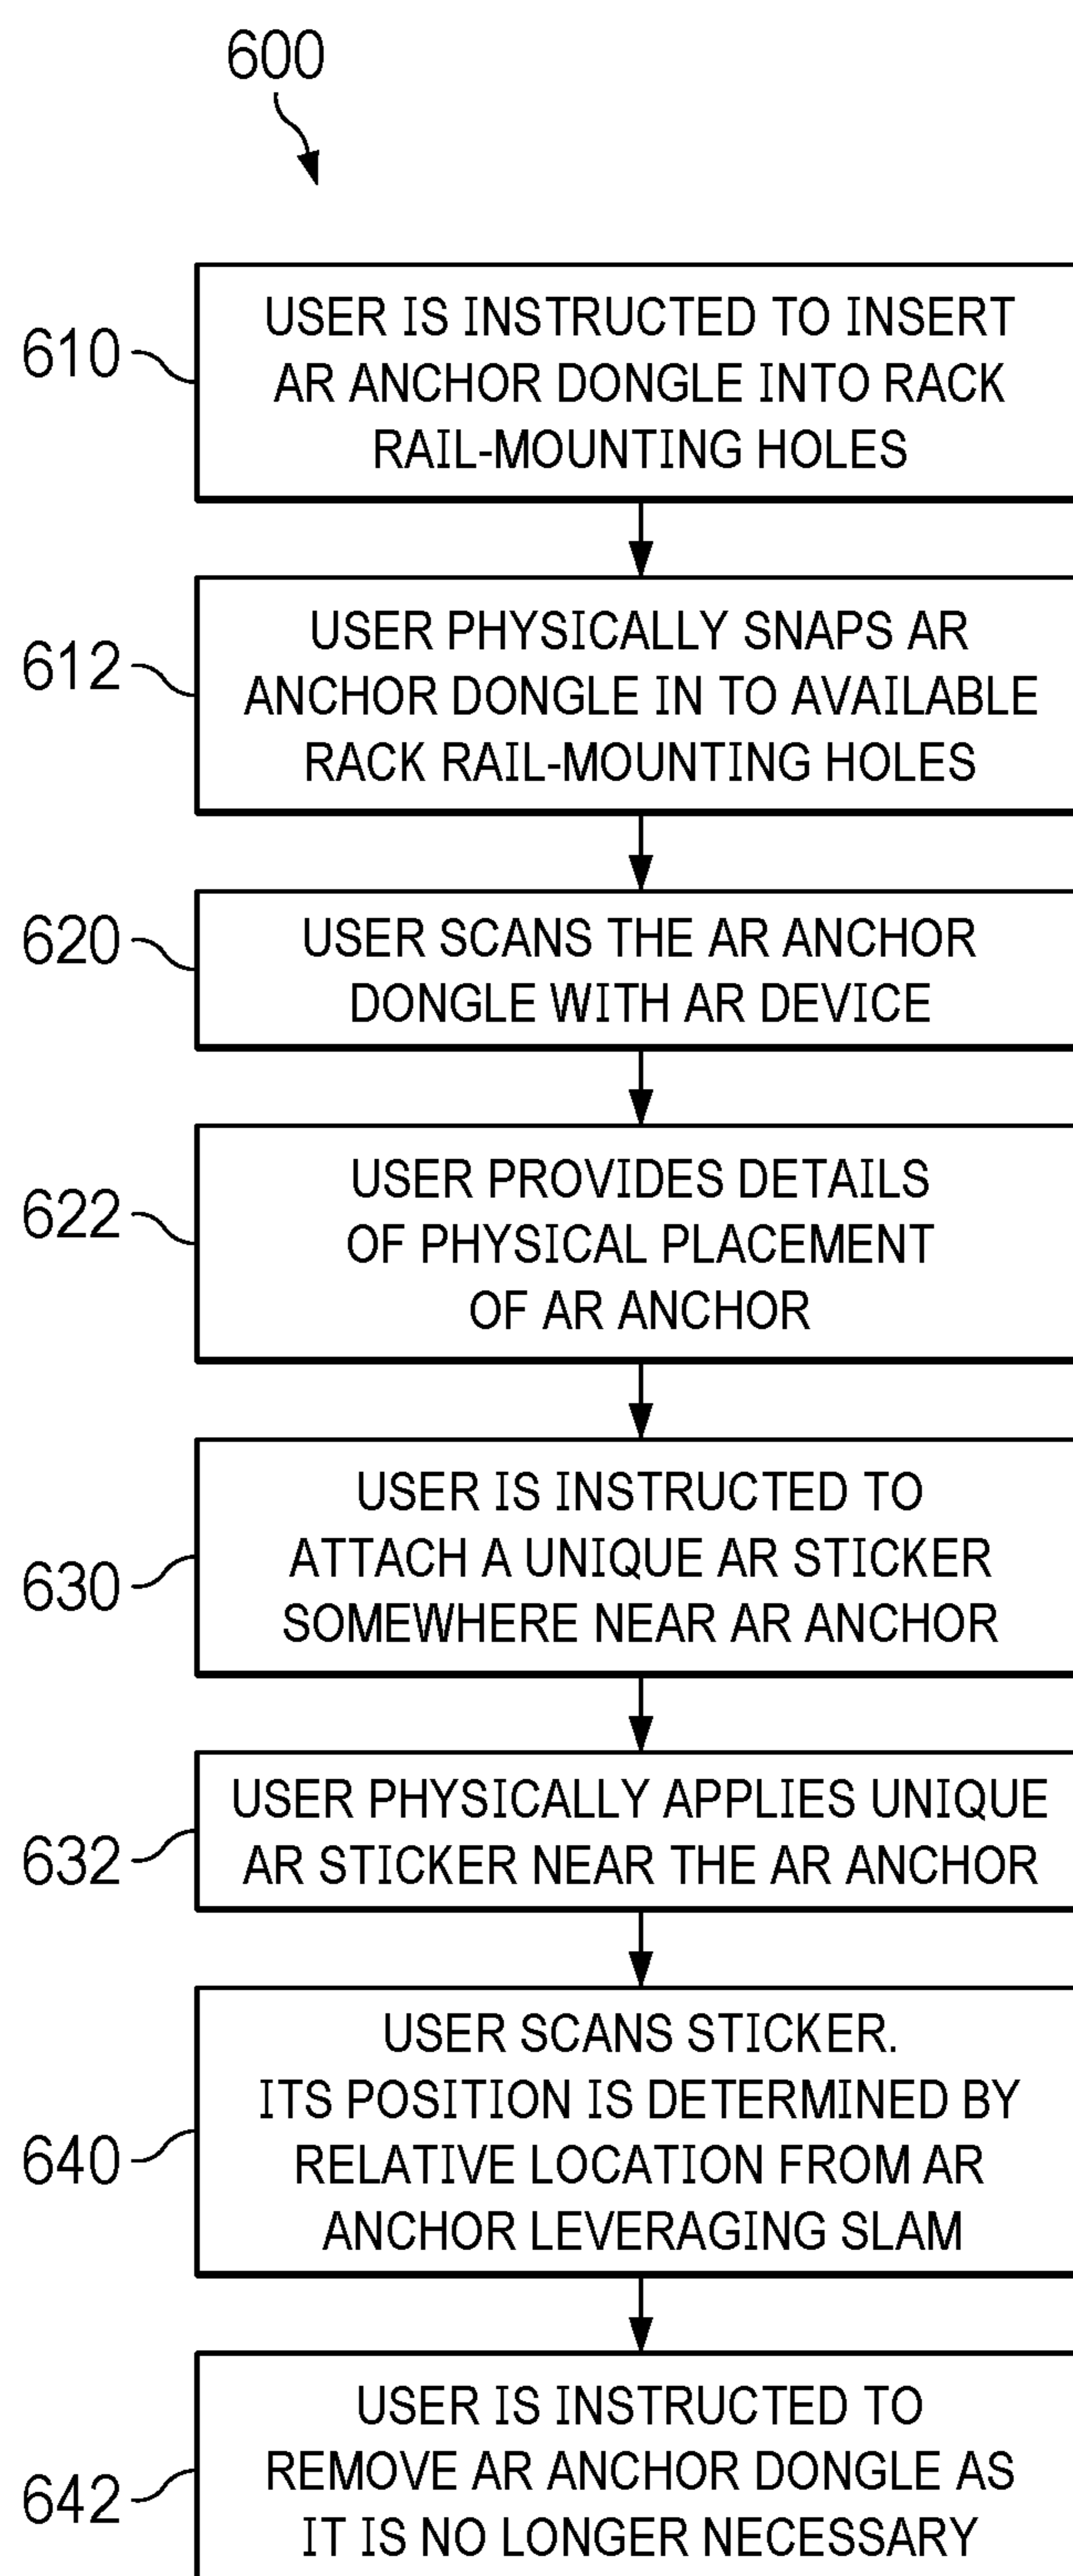 600
610
USER IS INSTRUCTED TO INSERT
AR ANCHOR DONGLE INTO RACK
RAIL-MOUNTING HOLES
612
USER PHYSICALLY SNAPS AR
ANCHOR DONGLE IN TO AVAILABLE
RACK RAIL-MOUNTING HOLES
620
USER SCANS THE AR ANCHOR
DONGLE WITH AR DEVICE
622
USER PROVIDES DETAILS
OF PHYSICAL PLACEMENT
OF AR ANCHOR
630
USER IS INSTRUCTED TO
ATTACH A UNIQUE AR STICKER
SOMEWHERE NEAR AR ANCHOR
632
USER PHYSICALLY APPLIES UNIQUE
AR STICKER NEAR THE AR ANCHOR
640
USER SCANS STICKER.
ITS POSITION IS DETERMINED BY
RELATIVE LOCATION FROM AR
ANCHOR LEVERAGING SLAM
642
USER IS INSTRUCTED TO
REMOVE AR ANCHOR DONGLE AS
IT IS NO LONGER NECESSARY